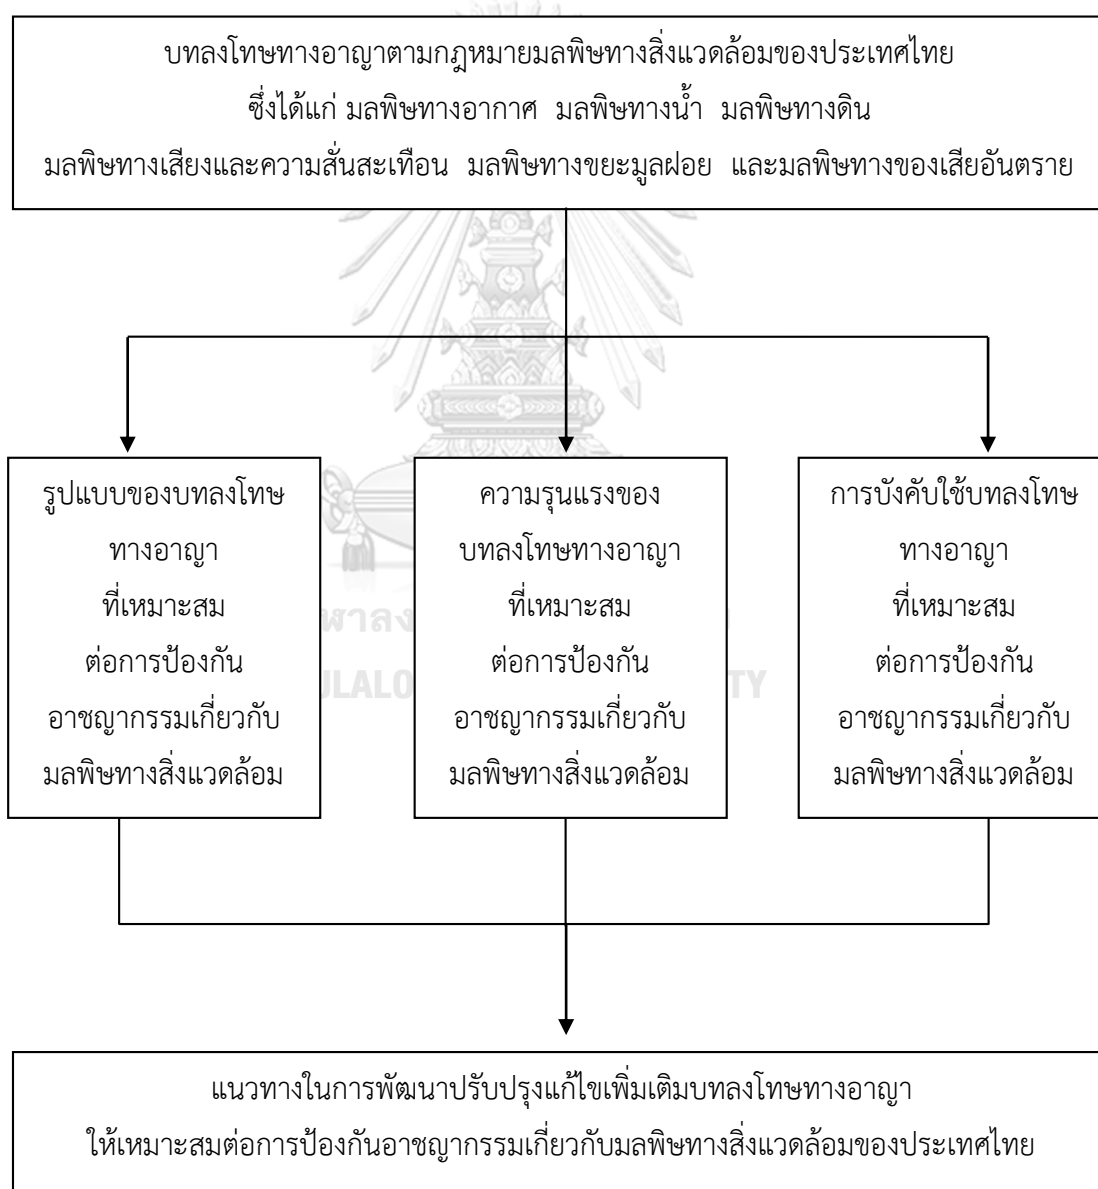 บทลงโทษทางอาญาตามกฎหมายมลพิษทางสิ่งแวดล้อมของประเทศไทย
ซึ่งได้แก่ มลพิษทางอากาศ มลพิษทางน้ำ มลพิษทางดิน
มลพิษทางเสียงและความสั่นสะเทือน มลพิษทางขยะมูลฝอย และมลพิษทางของเสียอันตราย
รูปแบบของบทลงโทษ
ทางอาญา
ที่เหมาะสม
ต่อการป้องกัน
อาชญากรรมเกี่ยวกับ
มลพิษทางสิ่งแวดล้อม
ความรุนแรงของ
บทลงโทษทางอาญา
ที่เหมาะสม
ต่อการป้องกัน
อาชญากรรมเกี่ยวกับ
มลพิษทางสิ่งแวดล้อม
การบังคับใช้บทลงโทษ
ทางอาญา
ที่เหมาะสม
ต่อการป้องกัน
อาชญากรรมเกี่ยวกับ
มลพิษทางสิ่งแวดล้อม
แนวทางในการพัฒนาปรับปรุงแก้ไขเพิ่มเติมบทลงโทษทางอาญา
ให้เหมาะสมต่อการป้องกันอาชญากรรมเกี่ยวกับมลพิษทางสิ่งแวดล้อมของประเทศไทย